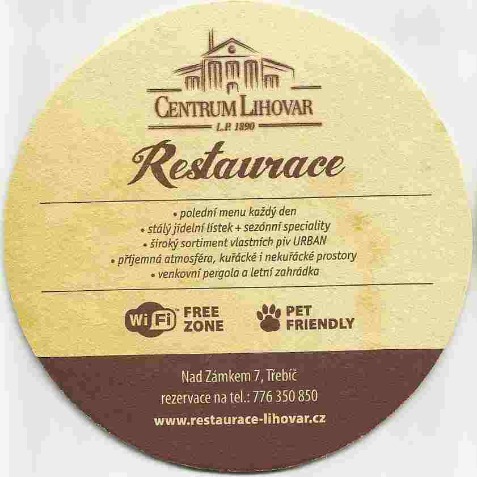 CENTRUM LIHOVAR
L.P. 1890
Restaurace
• polední menu každý den
• stálý jídelní lístek + sezónní speciality
• široký sortiment vlastních piv URBAN
• příjemná atmosféra, kuřácké i nekuřácké prostory
• venkovní pergola a letní zahrádka
WiFi™ FREE ZONE
PET FRIENDLY
Nad Zámkem 7, Třebíč
rezervace na tel.: 776 350 850
www.restaurace-lihovar.cz